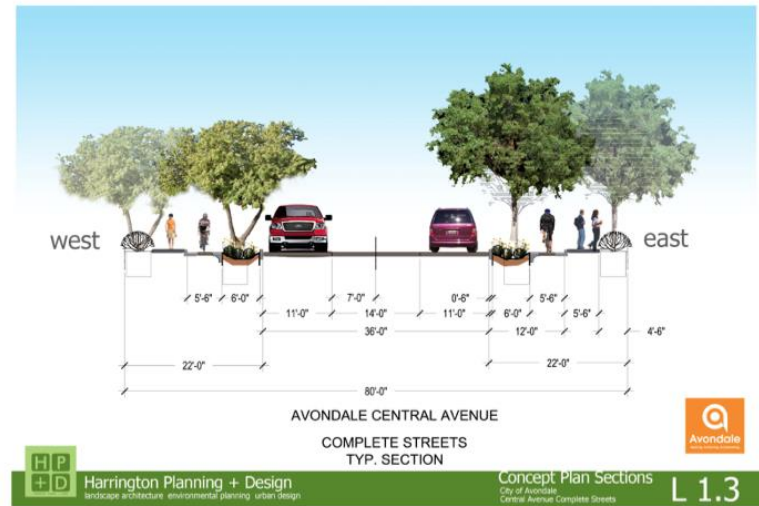 west
east
5'-6" 6'-0" 7'-0" 0'-6" 5'-6"
11'-0" 14'-0" 11'-0" 6'-0" 5'-6"
36'-0" 12'-0" 4'-6"
22'-0" 22'-0"
80'-0"
AVONDALE CENTRAL AVENUE
COMPLETE STREETS
TYP. SECTION
Avondale
HP
+D
Harrington Planning + Design
landscape architecture environmental planning urban design
Concept Plan Sections
City of Avondale
Central Avenue Complete Streets
L 1.3